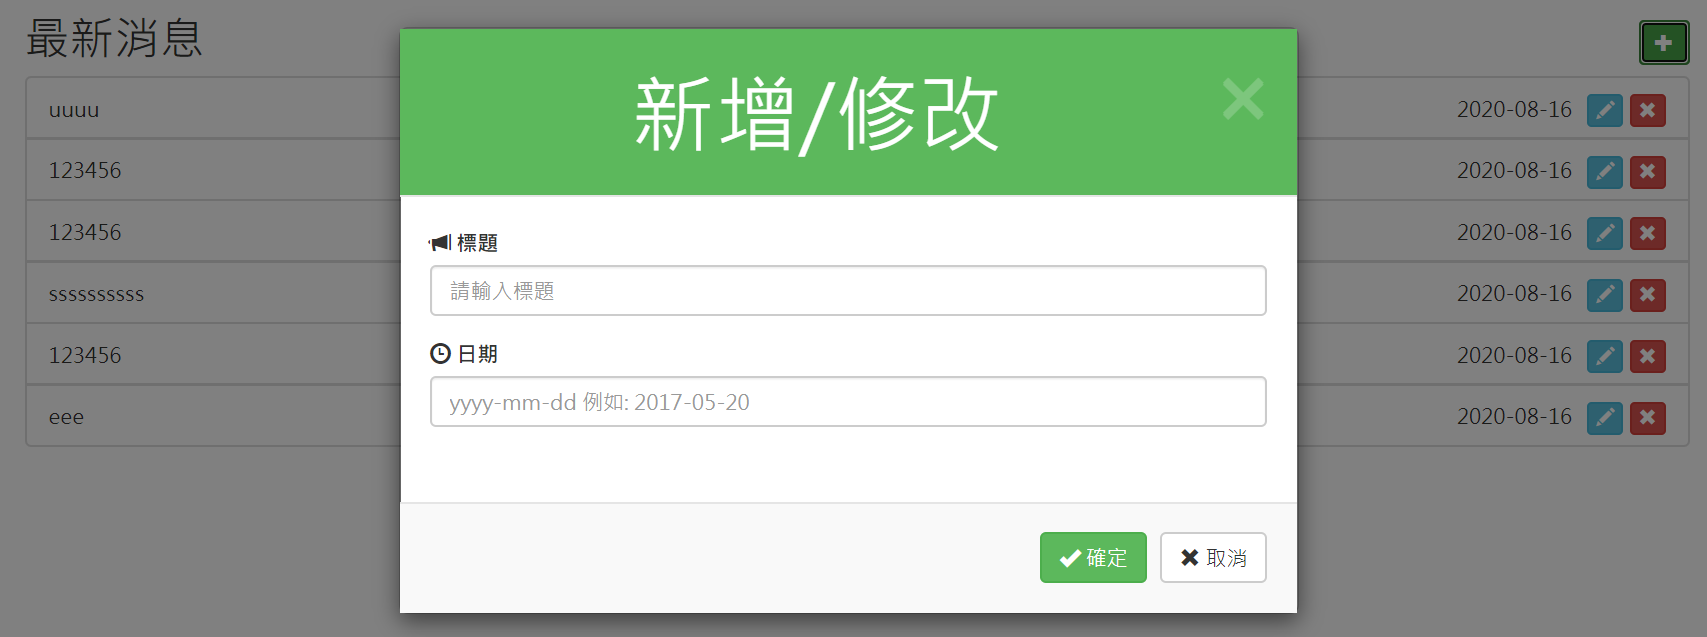 最新消息
uuuu 2020-08-16
123456 2020-08-16
123456 2020-08-16
ssssssssss 2020-08-16
123456 2020-08-16
eee 2020-08-16
新增/修改
標題
請輸入標題
日期
yyyy-mm-dd 例如: 2017-05-20
確定 取消